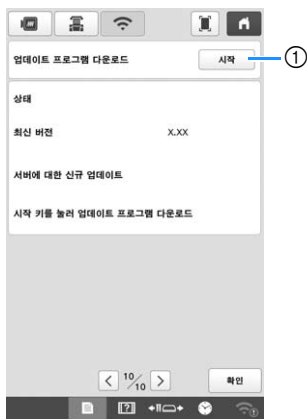 업데이트 프로그램 다운로드
시작
①
상태
최신 버전 X.XX
서버에 대한 신규 업데이트
시작 키를 눌러 업데이트 프로그램 다운로드
10/10
확인